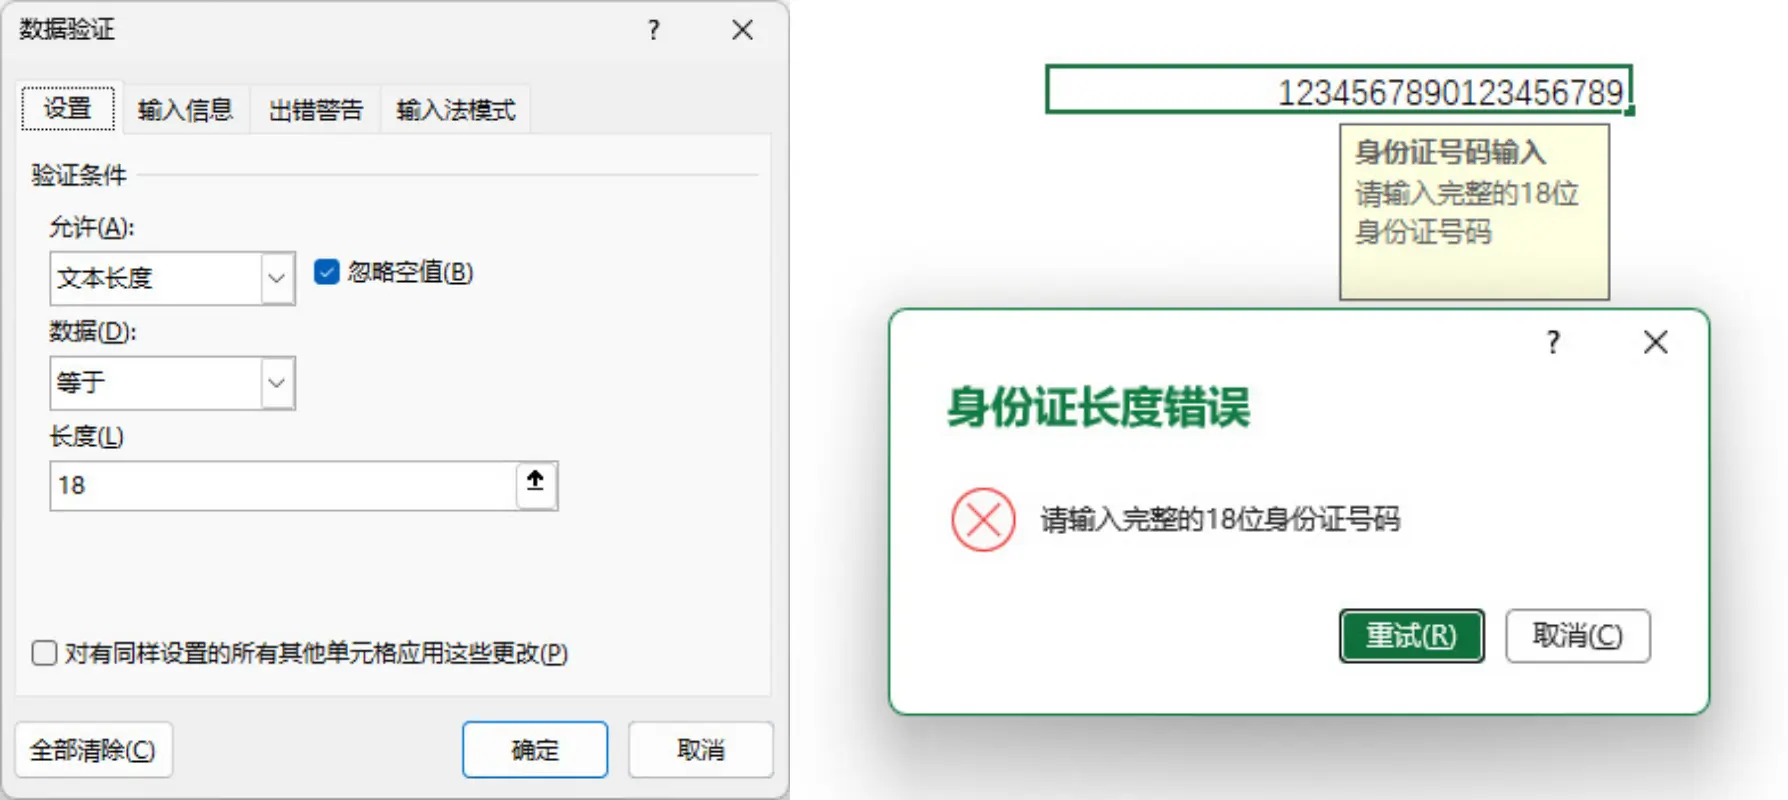 数据验证
?
设置 输入信息 出错警告 输入法模式
验证条件
允许(A):
文本长度
忽略空值(B)
数据(D):
等于
长度(L)
18
对有同样设置的所有其他单元格应用这些更改(P)
全部清除(C) 确定 取消
1234567890123456789
身份证号码输入
请输入完整的18位
身份证号码
?
身份证长度错误
请输入完整的18位身份证号码
重试(R) 取消(C)